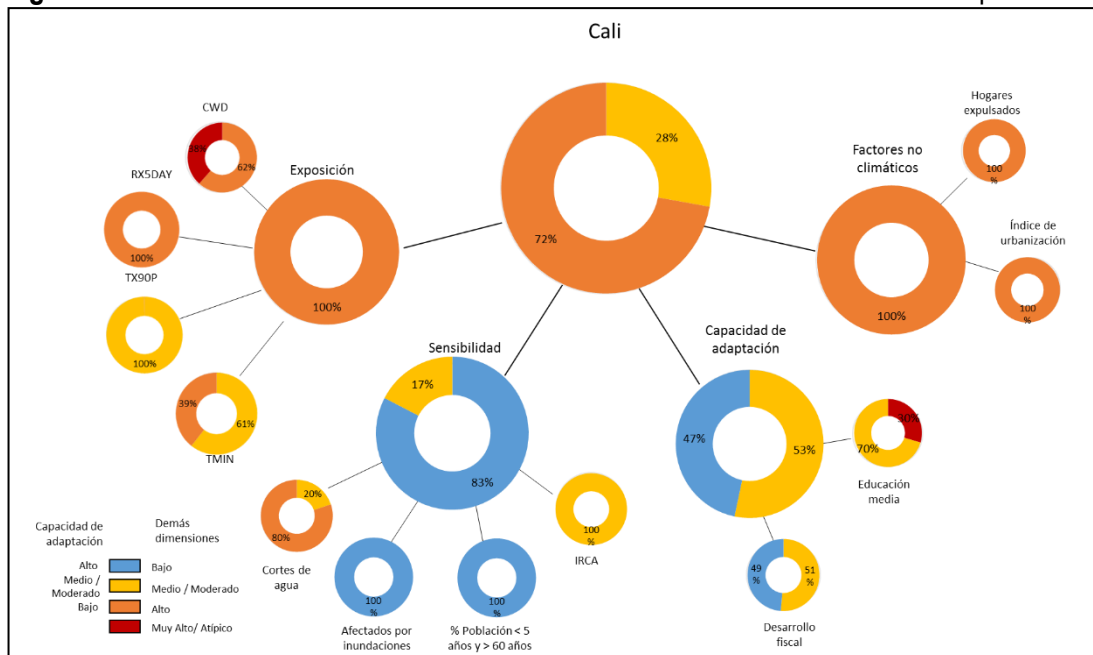 Cali
28%
72%
CWD
38%
62%
RX5DAY
100%
TX90P
100%
39%
61%
TMIN
Exposición
100%
Hogares
expulsados
100
%
Factores no
climáticos
100%
Índice de
urbanización
100
%
Sensibilidad
17%
83%
20%
80%
Cortes de
agua
100
%
Afectados por
inundaciones
100
%
% Población < 5
años y > 60 años
100
%
IRCA
Capacidad de
adaptación
47%
53%
30%
70%
Educación
media
49
%
51
%
Desarrollo
fiscal
Capacidad de
adaptación
Demás
dimensiones
Alto
Bajo
Medio /
Moderado
Medio / Moderado
Bajo
Alto
Muy Alto/ Atípico